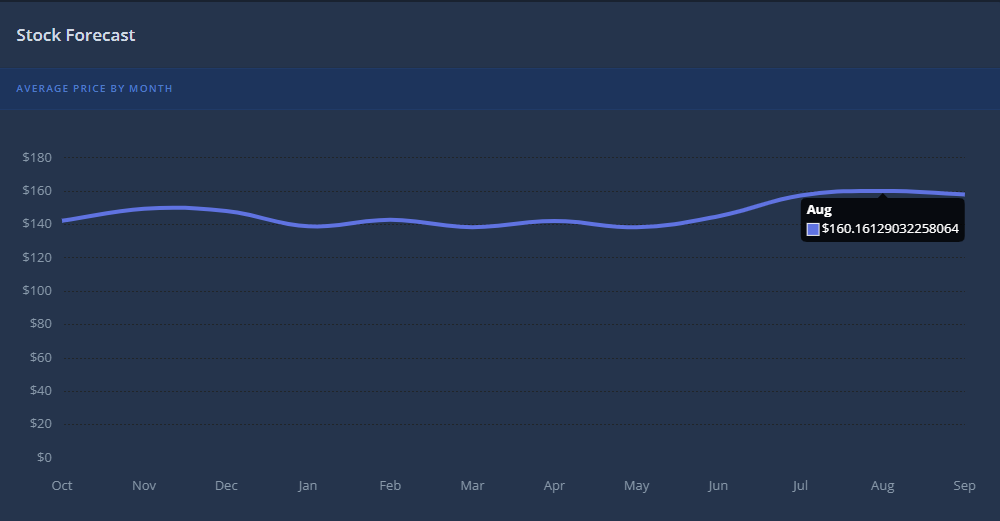 Stock Forecast
AVERAGE PRICE BY MONTH
$180
$160
$140
$120
$100
$80
$60
$40
$20
$0
Aug
$160.16129032258064
Oct Nov Dec Jan Feb Mar Apr May Jun Jul Aug Sep